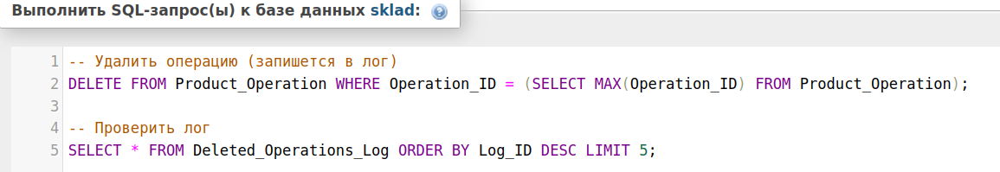 Выполнить SQL-запрос(ы) к базе данных sklad:
1 -- Удалить операцию (запишется в лог)
2 DELETE FROM Product_Operation WHERE Operation_ID = (SELECT MAX(Operation_ID) FROM Product_Operation);
3
4 -- Проверить лог
5 SELECT * FROM Deleted_Operations_Log ORDER BY Log_ID DESC LIMIT 5;